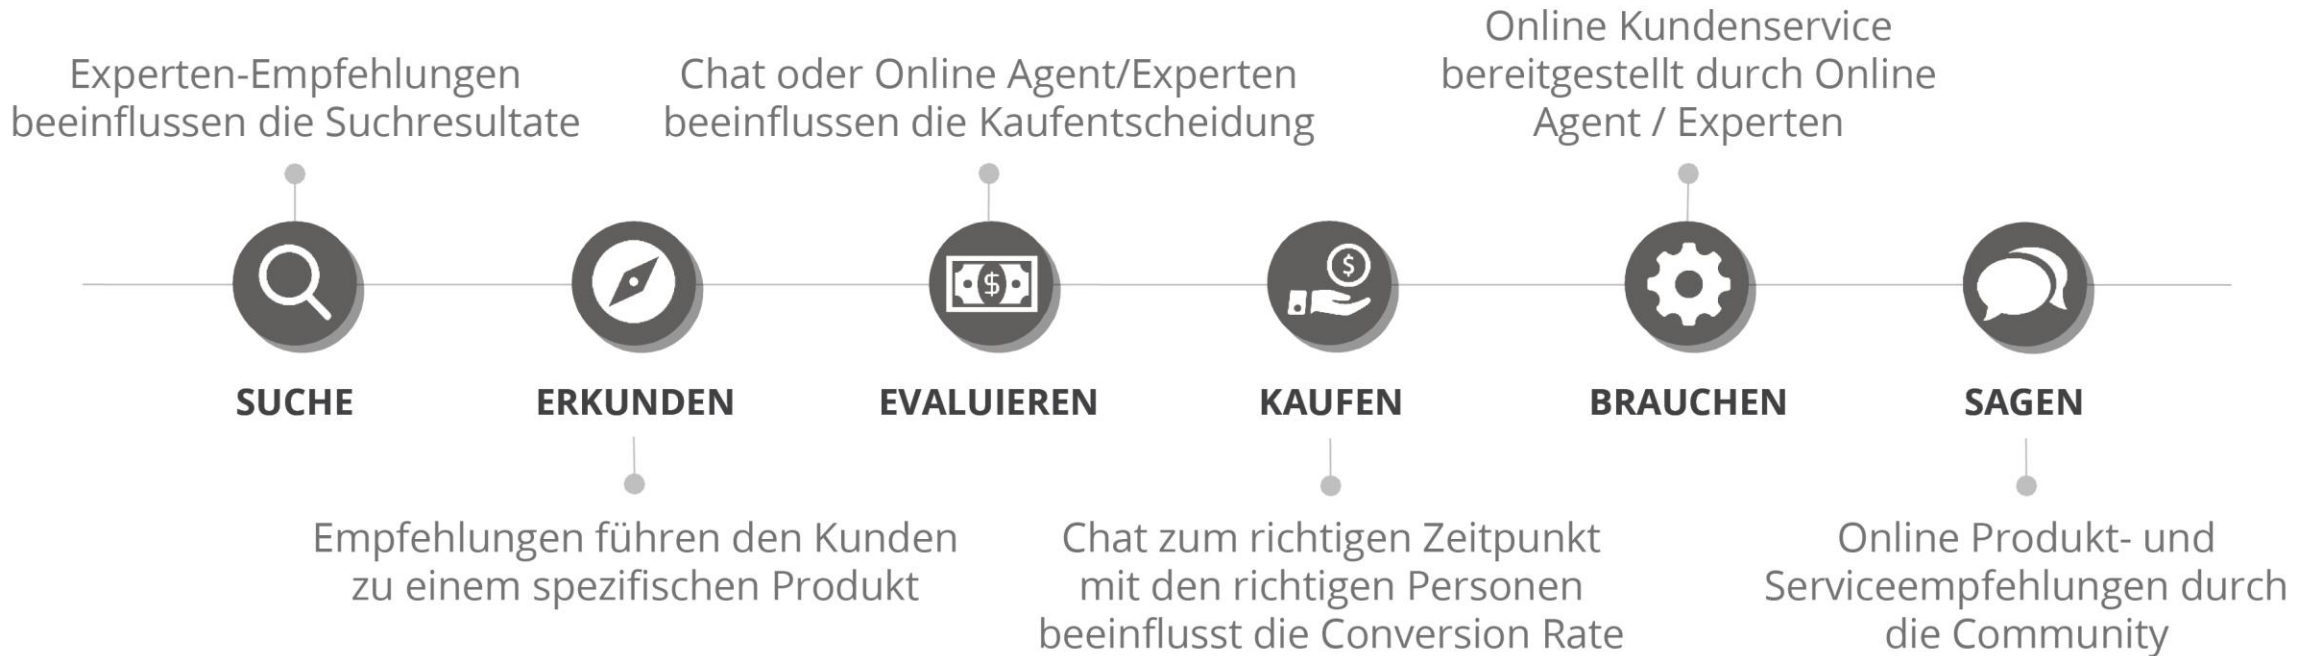 Experten-Empfehlungen
beeinflussen die Suchresultate
Chat oder Online Agent/Experten
beeinflussen die Kaufentscheidung
Online Kundenservice
bereitgestellt durch Online
Agent / Experten
$
$
SUCHE
ERKUNDEN
EVALUIEREN
KAUFEN
BRAUCHEN
SAGEN
Empfehlungen führen den Kunden
zu einem spezifischen Produkt
Chat zum richtigen Zeitpunkt
mit den richtigen Personen
beeinflusst die Conversion Rate
Online Produkt- und
Serviceempfehlungen durch
die Community